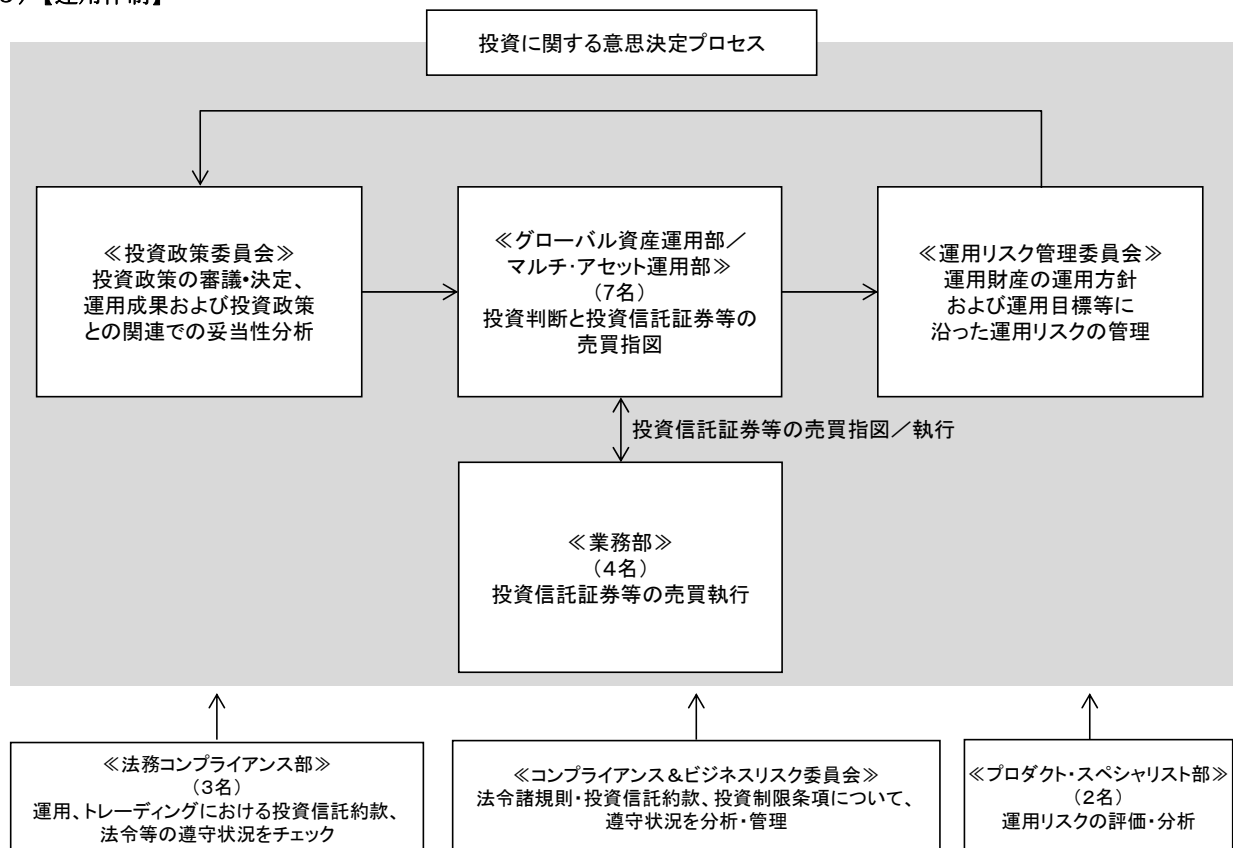 【運用体制】
投資に関する意思決定プロセス
≪投資政策委員会≫
投資政策の審議・決定、
運用成果および投資政策
との関連での妥当性分析
≪グローバル資産運用部／
マルチ・アセット運用部≫
（7名）
投資判断と投資信託証券等の
売買指図
≪運用リスク管理委員会≫
運用財産の運用方針
および運用目標等に
沿った運用リスクの管理
投資信託証券等の売買指図／執行
≪業務部≫
（4名）
投資信託証券等の売買執行
≪法務コンプライアンス部≫
（3名）
運用、トレーディングにおける投資信託約款、
法令等の遵守状況をチェック
≪コンプライアンス＆ビジネスリスク委員会≫
法令諸規則・投資信託約款、投資制限条項について、
遵守状況を分析・管理
≪プロダクト・スペシャリスト部≫
（2名）
運用リスクの評価・分析